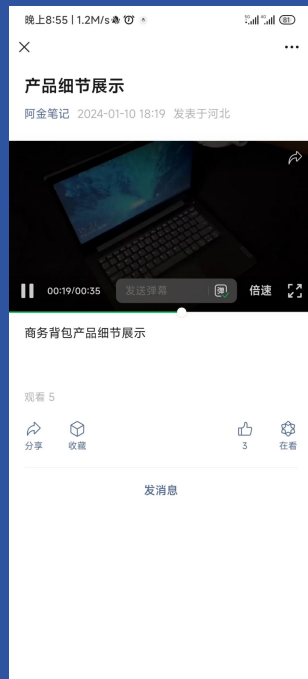 晚上8:55 | 1.2M/s
81
产品细节展示
阿金笔记 2024-01-10 18:19 发表于河北
00:19/00:35 发送弹幕 弹 倍速
商务背包产品细节展示
观看 5
分享 收藏 3 在看
发消息